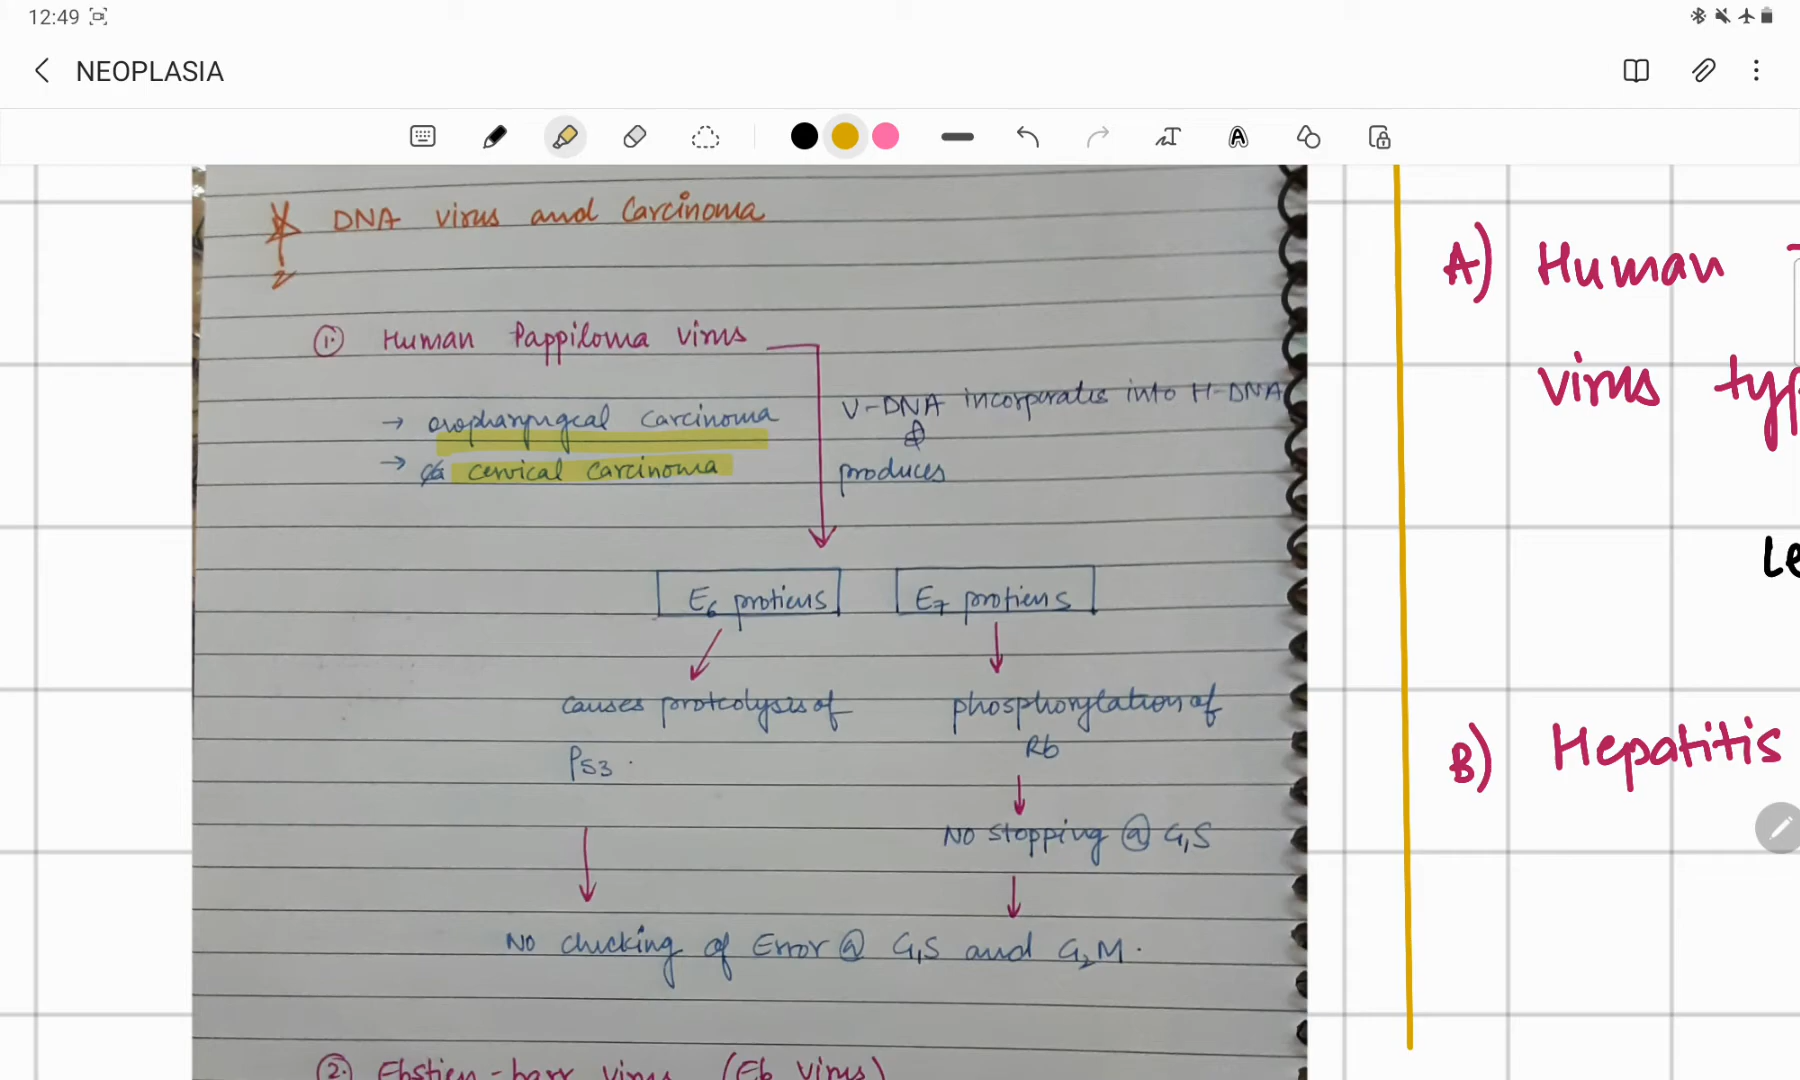 12:49
NEOPLASIA
DNA virus and Carcinoma
1. Human Pappiloma virus
→ oropharyngeal carcinoma
→ cervical carcinoma
V-DNA incorporates into H-DNA
&
produces
E6 protiens
E7 protiens
causes proteolysis of
P53.
phosphorylation of
Rb
No stopping @ G1S
No checking of Error @ G1S and G2M.
2. Ebstien-barr virus (Eb virus)
A) Human
virus typ
Le
B) Hepatitis